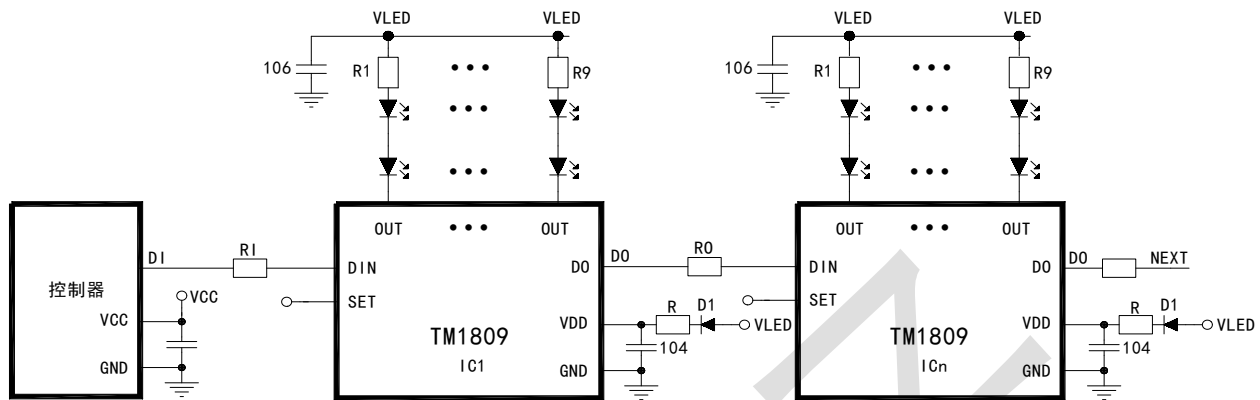 VLED VLED VLED VLED
106 R1 ••• R9 106 R1 ••• R9
••• ••• 
••• •••
OUT ••• OUT OUT ••• OUT
DI RI DIN DO DO RO DIN DO DO NEXT
控制器 VCC SET SET
VCC VDD R D1 VLED VDD R D1 VLED
TM1809 TM1809
GND IC1 104 ICn 104
GND GND